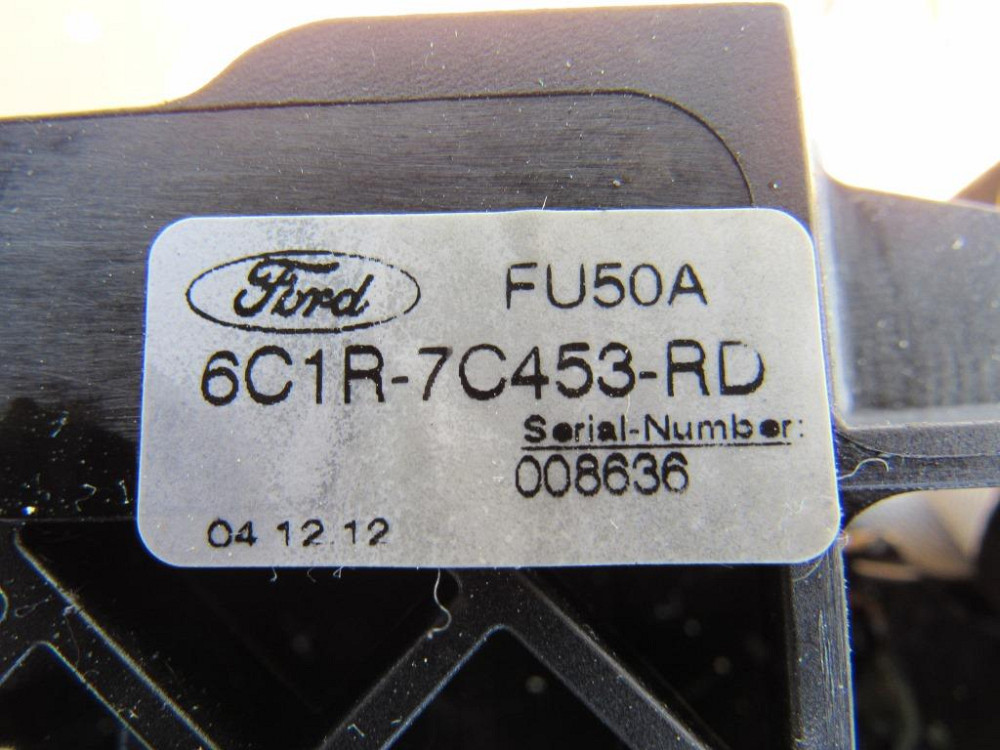 Ford FU50A
6C1R-7C453-RD
Serial-Number:
008636
04 12.12